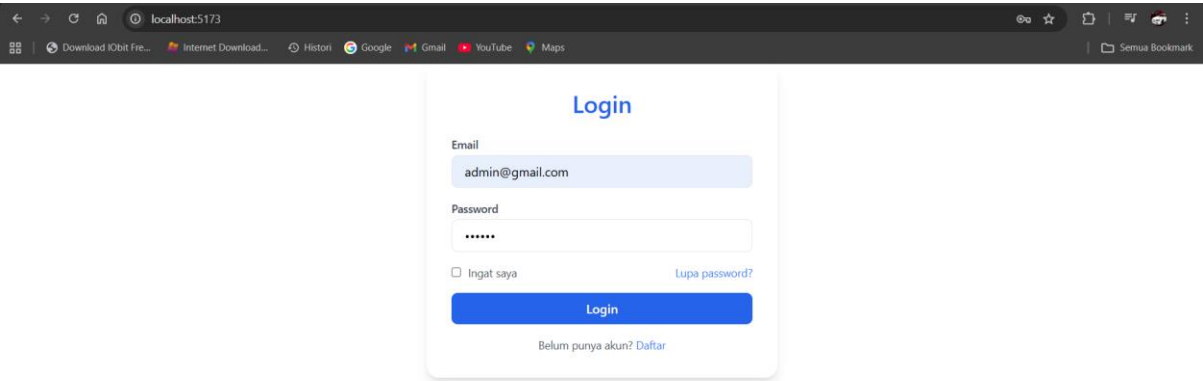 localhost:5173
Download IObit Fre... Internet Download... Histori Google Gmail YouTube Maps Semua Bookmark
Login
Email
admin@gmail.com
Password
Ingat saya Lupa password?
Login
Belum punya akun? Daftar